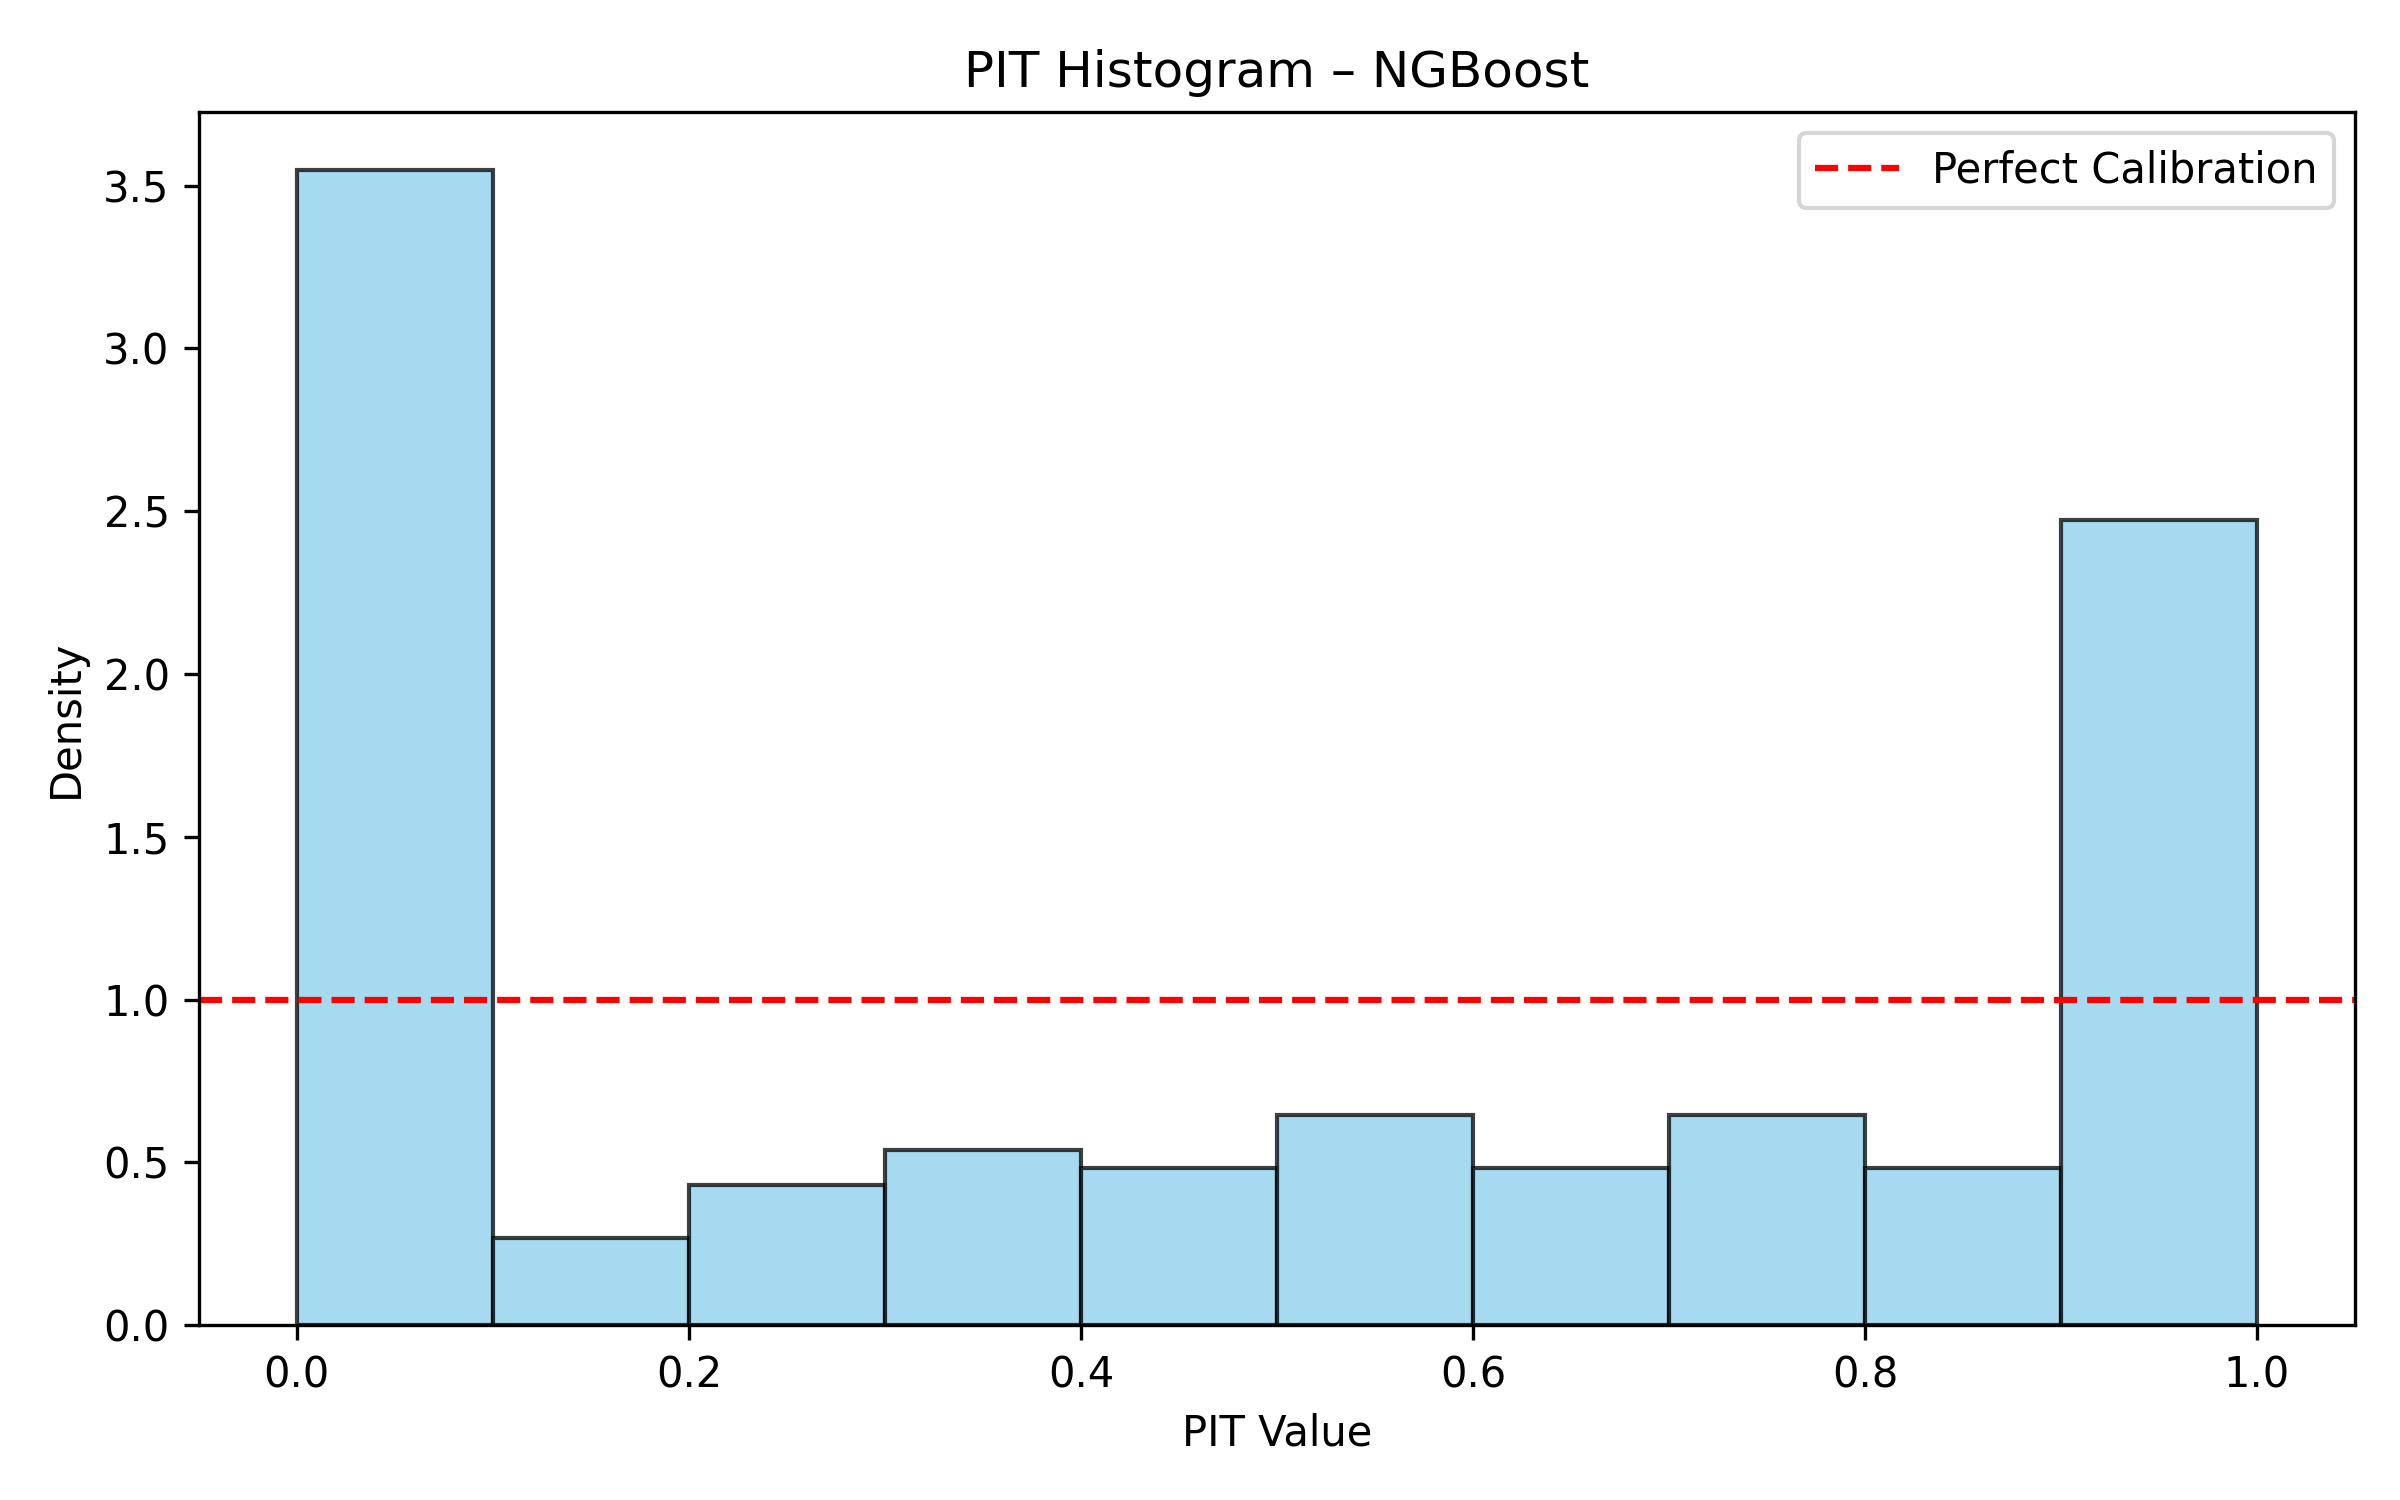 PIT Histogram – NGBoost
Perfect Calibration
Density
3.5
3.0
2.5
2.0
1.5
1.0
0.5
0.0
0.0 0.2 0.4 0.6 0.8 1.0
PIT Value